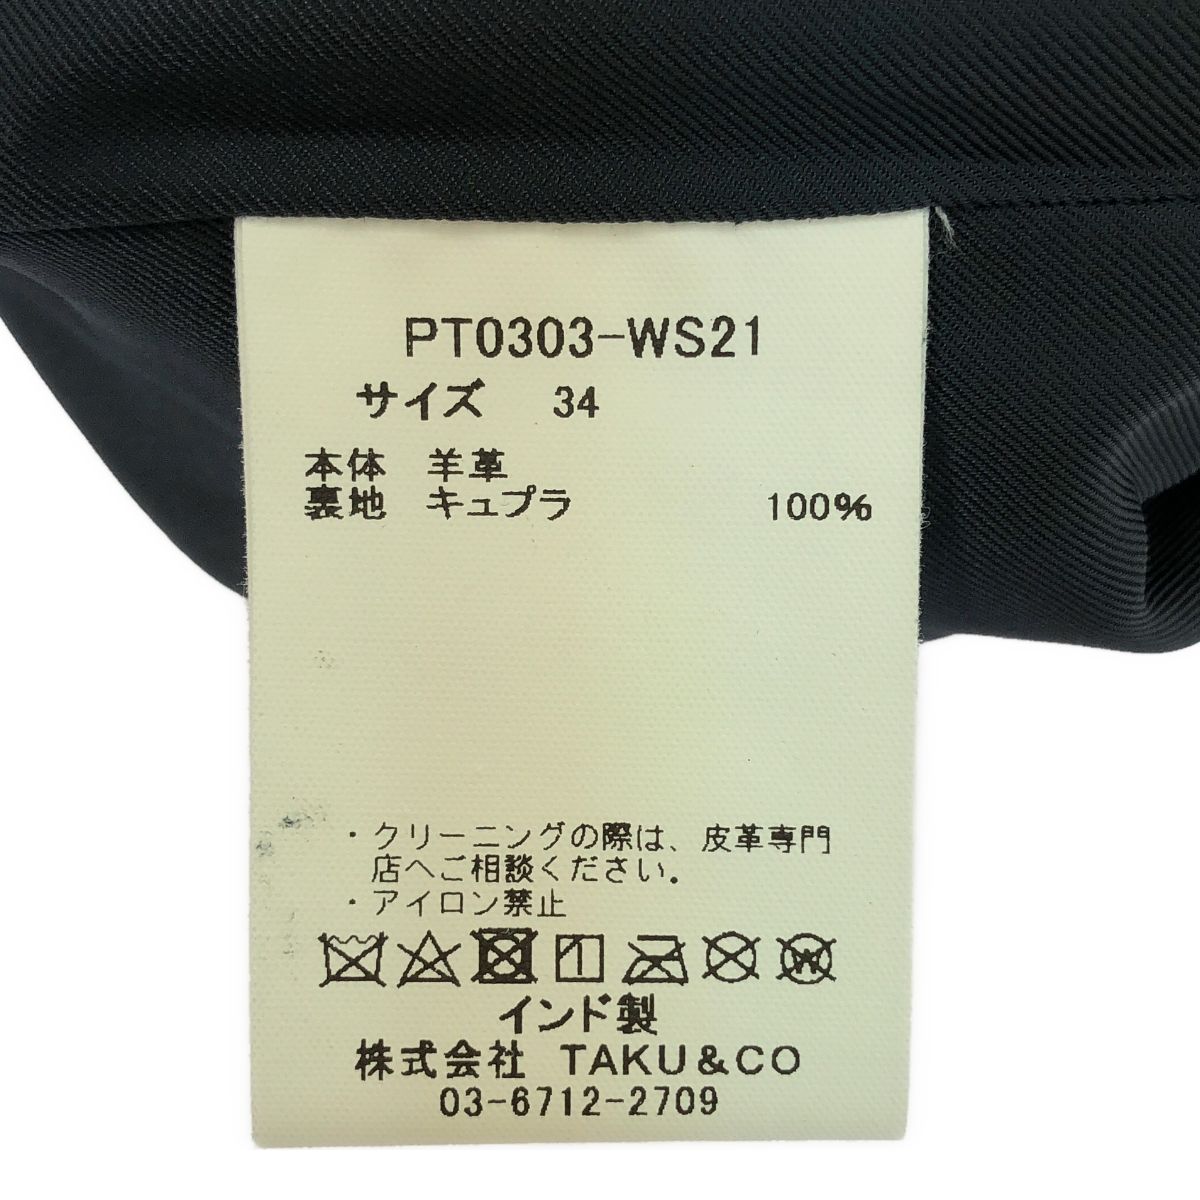 PT0303-WS21
サイズ 34
本体 羊革
裏地 キュプラ 100%
・クリーニングの際は、皮革専門
店へご相談ください。
・アイロン禁止
インド製
株式会社 TAKU&CO
03-6712-2709